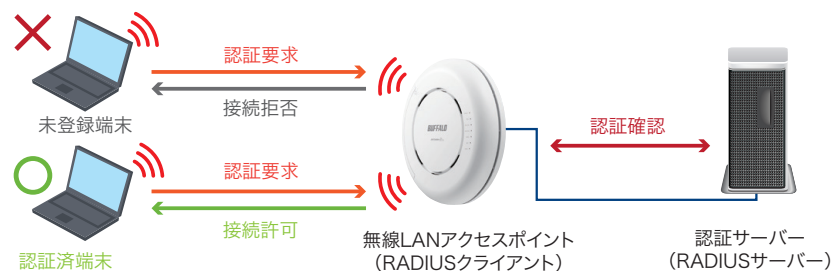 認証要求
接続拒否
未登録端末
認証要求
接続許可
認証済端末
BUFFALO
無線LANアクセスポイント
（RADIUSクライアント）
認証確認
認証サーバー
（RADIUSサーバー）